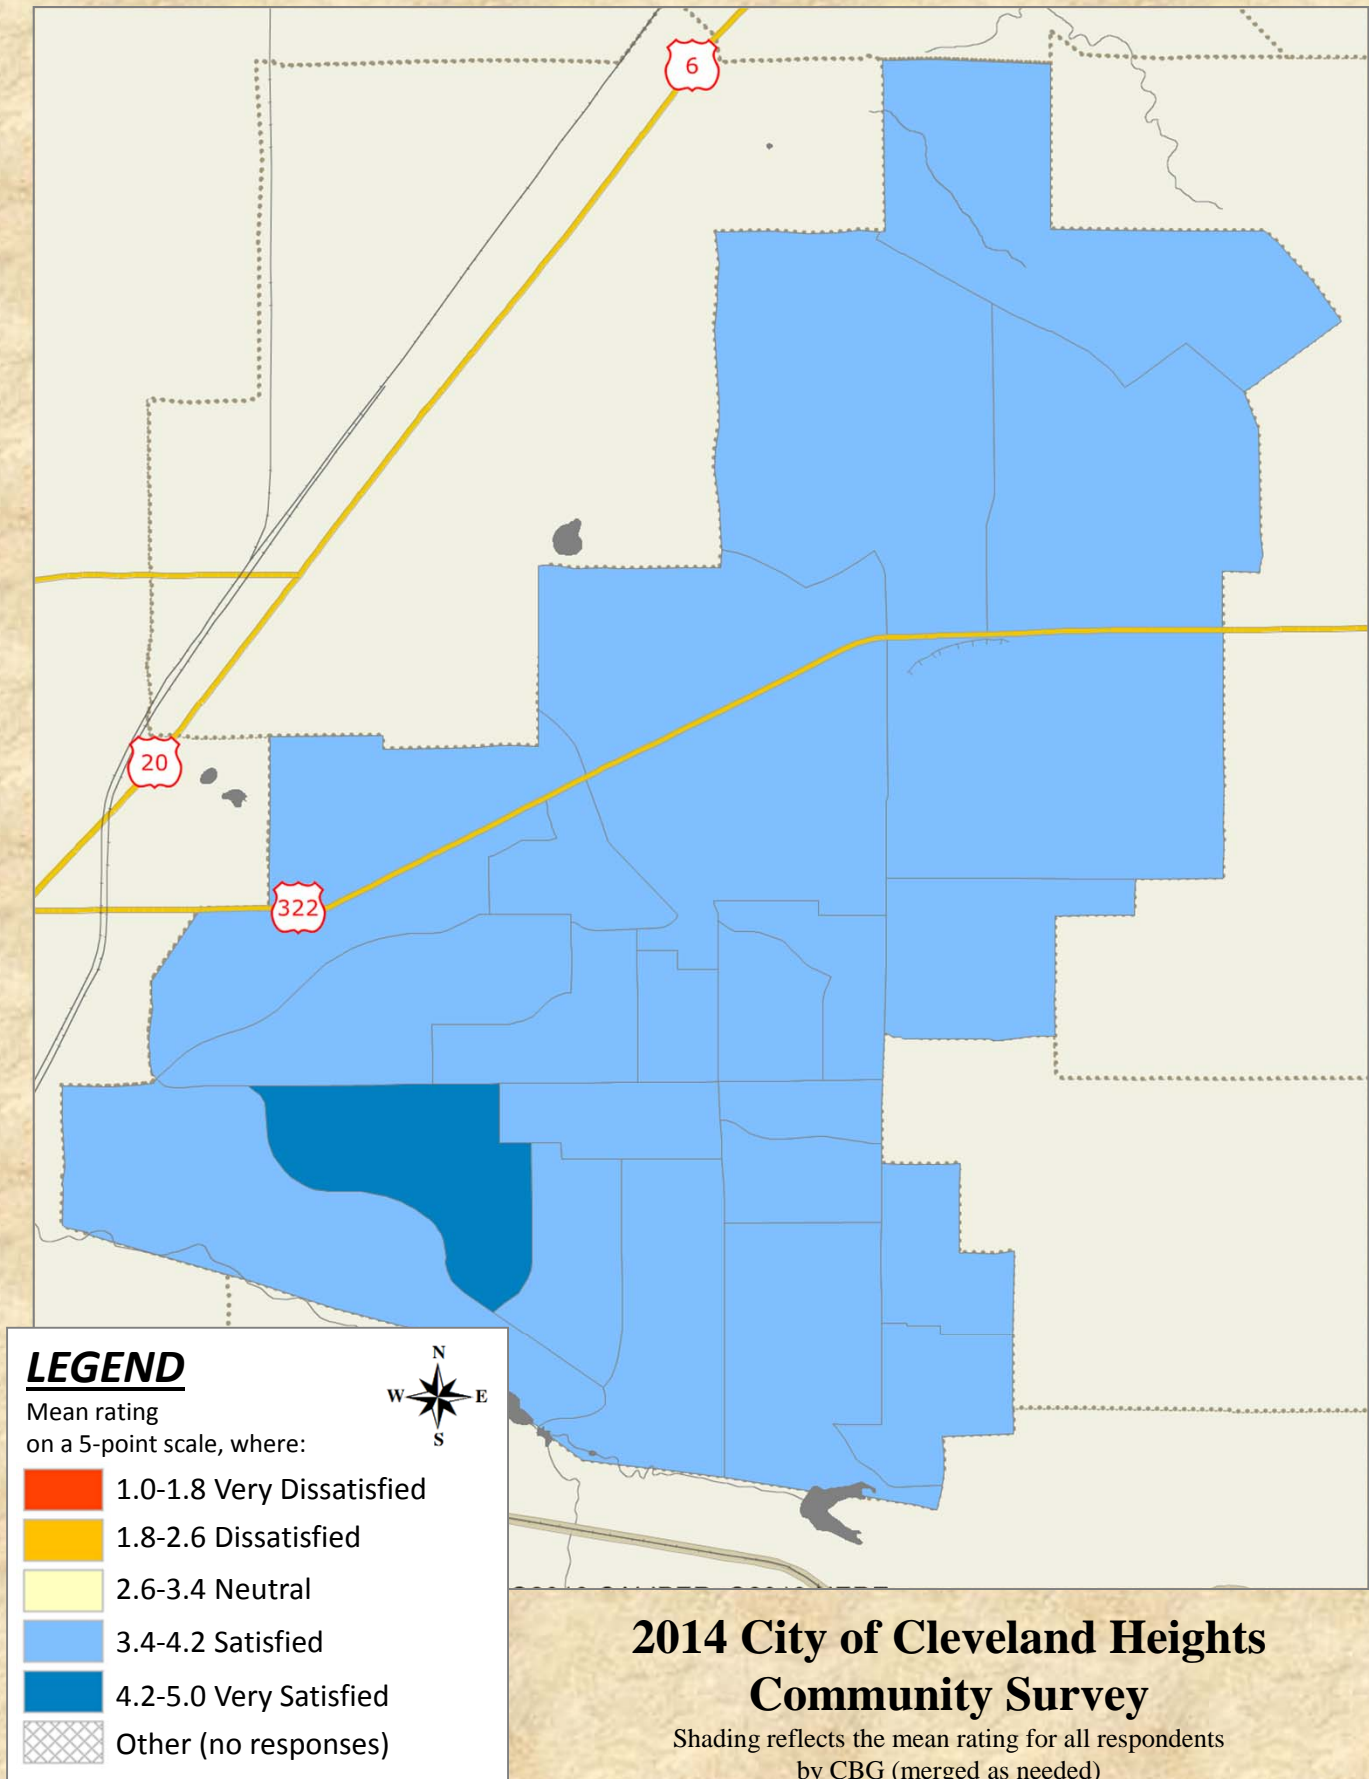 6
20
322
LEGEND
Mean rating
on a 5-point scale, where:
N
W E
S
1.0-1.8 Very Dissatisfied
1.8-2.6 Dissatisfied
2.6-3.4 Neutral
3.4-4.2 Satisfied
4.2-5.0 Very Satisfied
Other (no responses)
2014 City of Cleveland Heights
Community Survey
Shading reflects the mean rating for all respondents
by CBG (merged as needed)